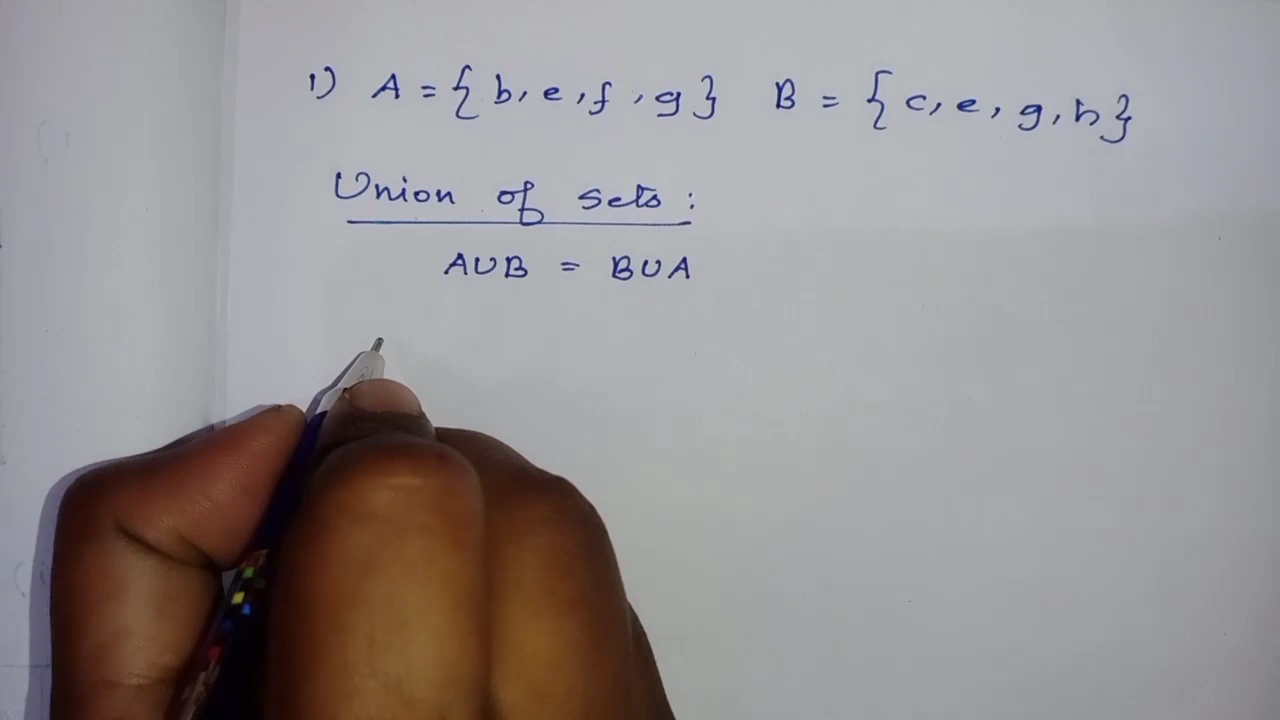 1) A = { b, e, f, g } B = { c, e, g, h }
Union of sets :
A∪B = B∪A